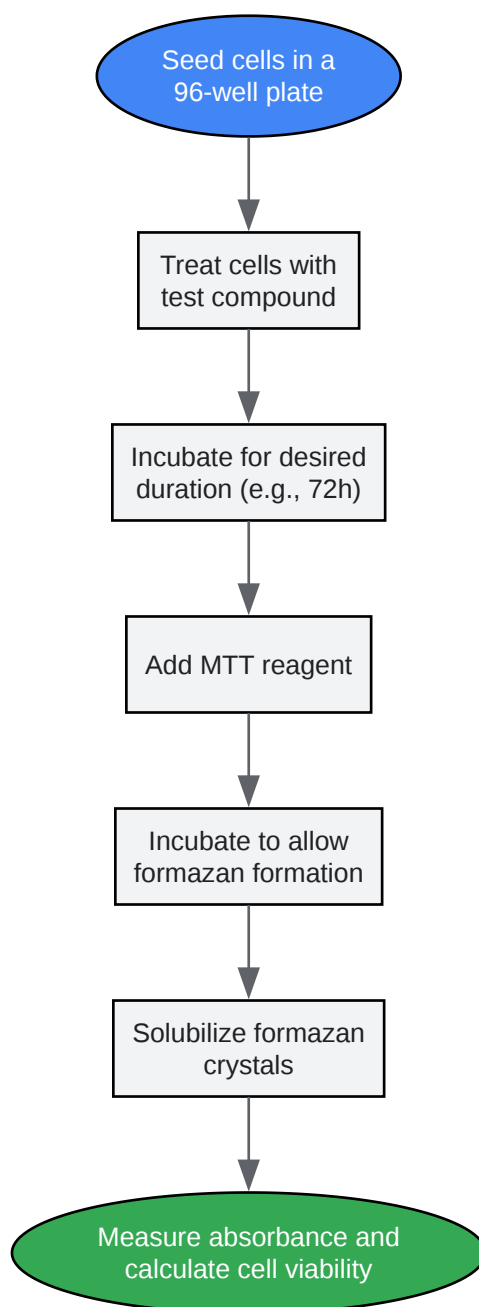 Seed cells in a
96-well plate
Treat cells with
test compound
Incubate for desired
duration (e.g., 72h)
Add MTT reagent
Incubate to allow
formazan formation
Solubilize formazan
crystals
Measure absorbance and
calculate cell viability